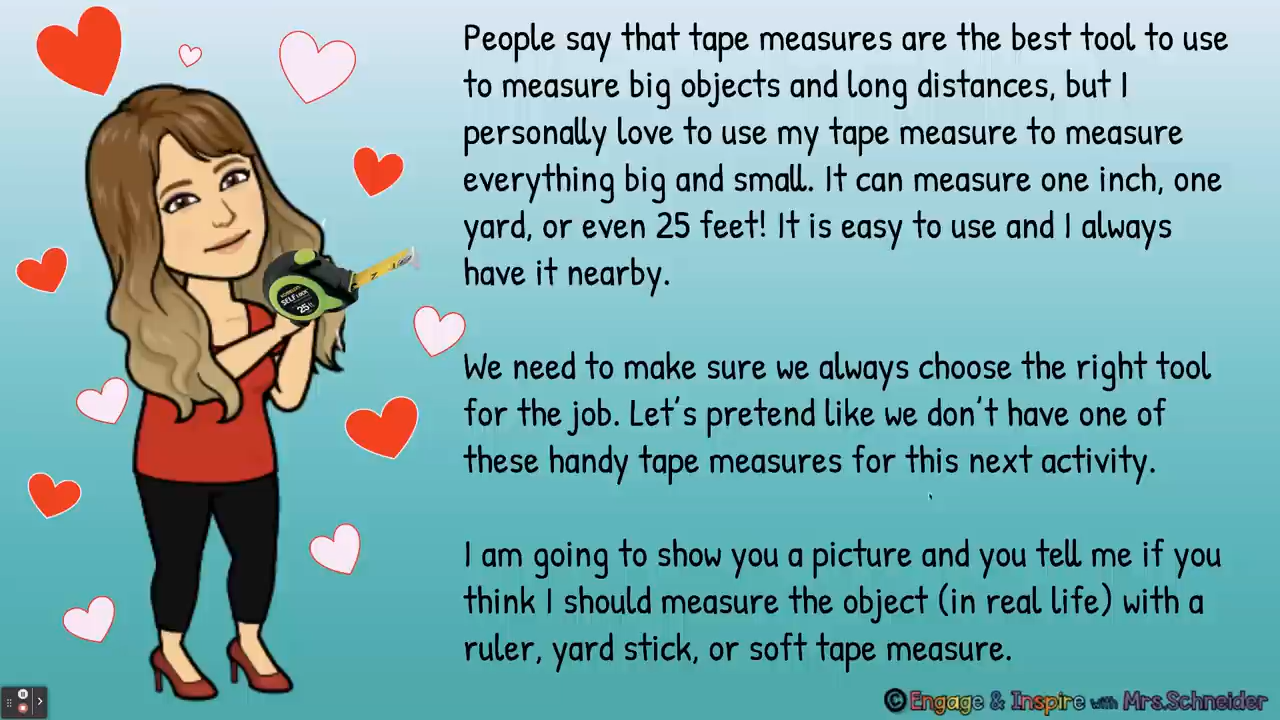 People say that tape measures are the best tool to use
to measure big objects and long distances, but I
personally love to use my tape measure to measure
everything big and small. It can measure one inch, one
yard, or even 25 feet! It is easy to use and I always
have it nearby.
We need to make sure we always choose the right tool
for the job. Let's pretend like we don't have one of
these handy tape measures for this next activity.
I am going to show you a picture and you tell me if you
think I should measure the object (in real life) with a
ruler, yard stick, or soft tape measure.
SELF LOCK
25 ft
© Engage & Inspire with Mrs.Schneider